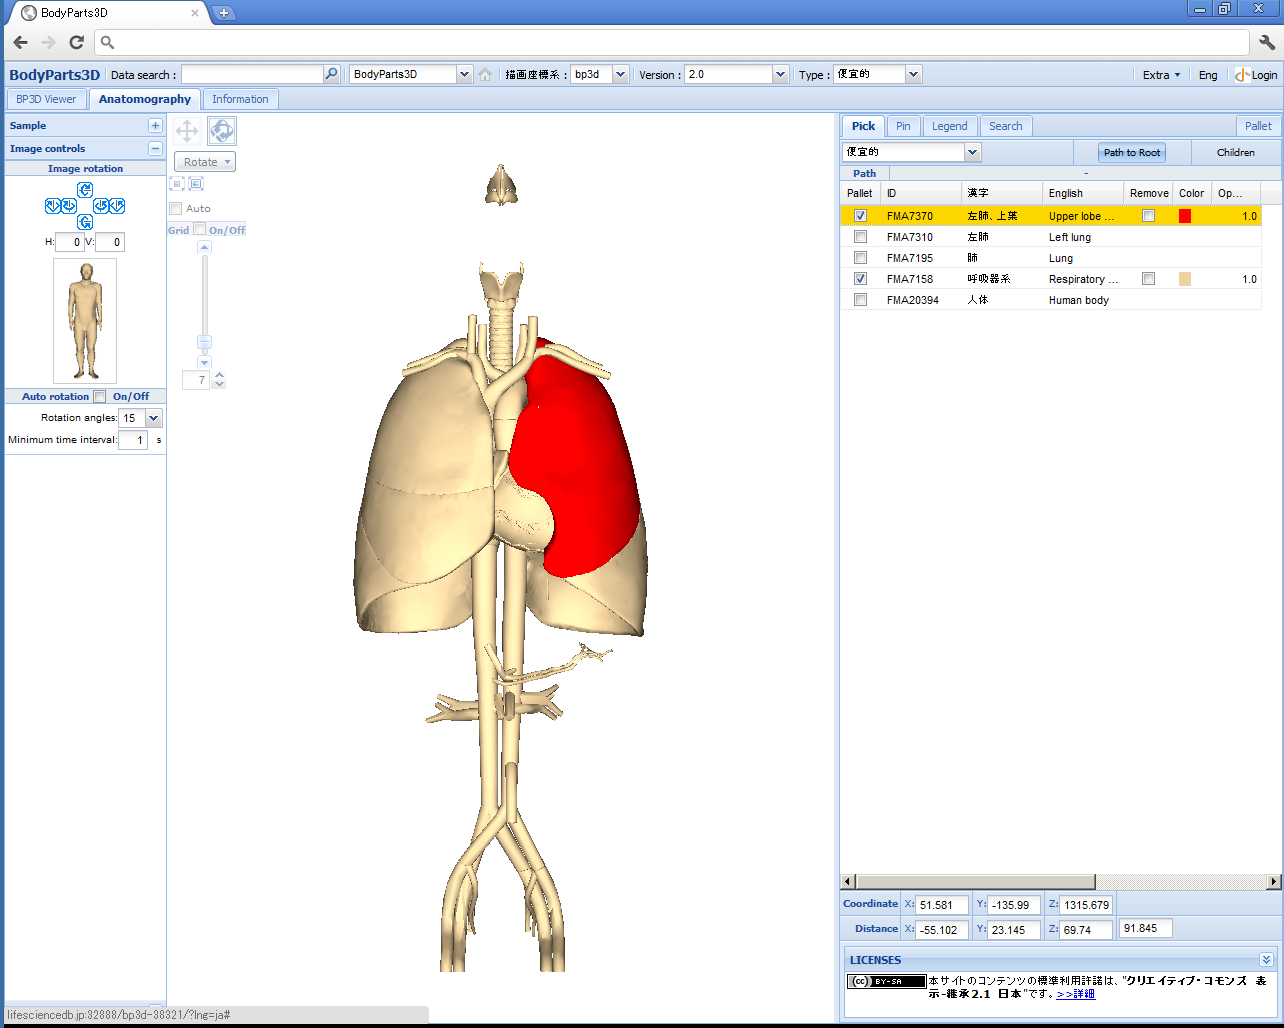 BodyParts3D
BodyParts3D Data search : BodyParts3D 描画座標系 : bp3d Version : 2.0 Type : 便宜的 Extra Eng Login
BP3D Viewer Anatomography Information
Sample
Image controls
Image rotation
H: 0 V: 0
Auto rotation On/Off
Rotation angles: 15
Minimum time interval: 1 s
Rotate
Auto
Grid On/Off
7
Pick Pin Legend Search Pallet
便宜的 Path to Root Children
Path -
Pallet ID 漢字 English Remove Color Op...
FMA7370 左肺、上葉 Upper lobe ... 1.0
FMA7310 左肺 Left lung
FMA7195 肺 Lung
FMA7158 呼吸器系 Respiratory ... 1.0
FMA20394 人体 Human body
Coordinate X: 51.581 Y: -135.99 Z: 1315.679
Distance X: -55.102 Y: 23.145 Z: 69.74 91.845
LICENSES
cc BY-SA 本サイトのコンテンツの標準利用許諾は、"クリエイティブ・コモンズ 表
示-継承2.1 日本"です。>>詳細
lifesciencedb.jp:32888/bp3d-38321/?lng=ja#